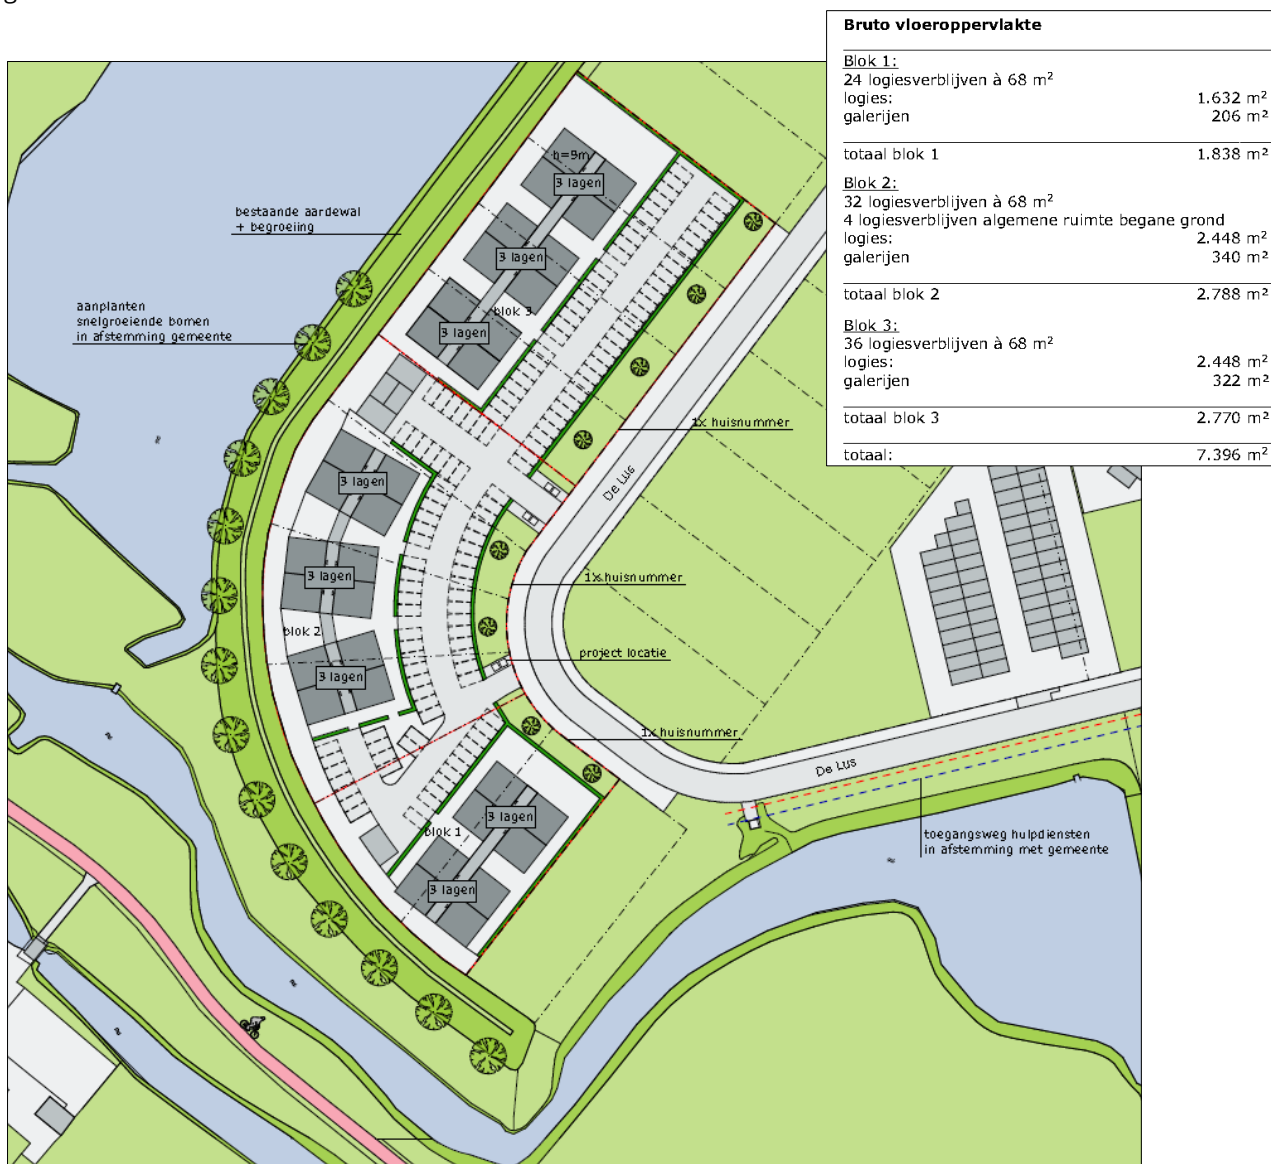 g
Bruto vloeroppervlakte
Blok 1:
24 logiesverblijven à 68 m²
logies: 1.632 m²
galerijen 206 m²
totaal blok 1 1.838 m²
Blok 2:
32 logiesverblijven à 68 m²
4 logiesverblijven algemene ruimte begane grond
logies: 2.448 m²
galerijen 340 m²
totaal blok 2 2.788 m²
Blok 3:
36 logiesverblijven à 68 m²
logies: 2.448 m²
galerijen 322 m²
totaal blok 3 2.770 m²
totaal: 7.396 m²
h=9m
3 lagen
bestaande aardewal
+ begroeiing
3 lagen
aanplanten
snelgroeiende bomen
in afstemming gemeente
blok 3
3 lagen
1x huisnummer
De Lus
3 lagen
3 lagen
1x huisnummer
blok 2
project locatie
3 lagen
1x huisnummer
De Lus
3 lagen
blok 1
toegangsweg hulpdiensten
in afstemming met gemeente
3 lagen